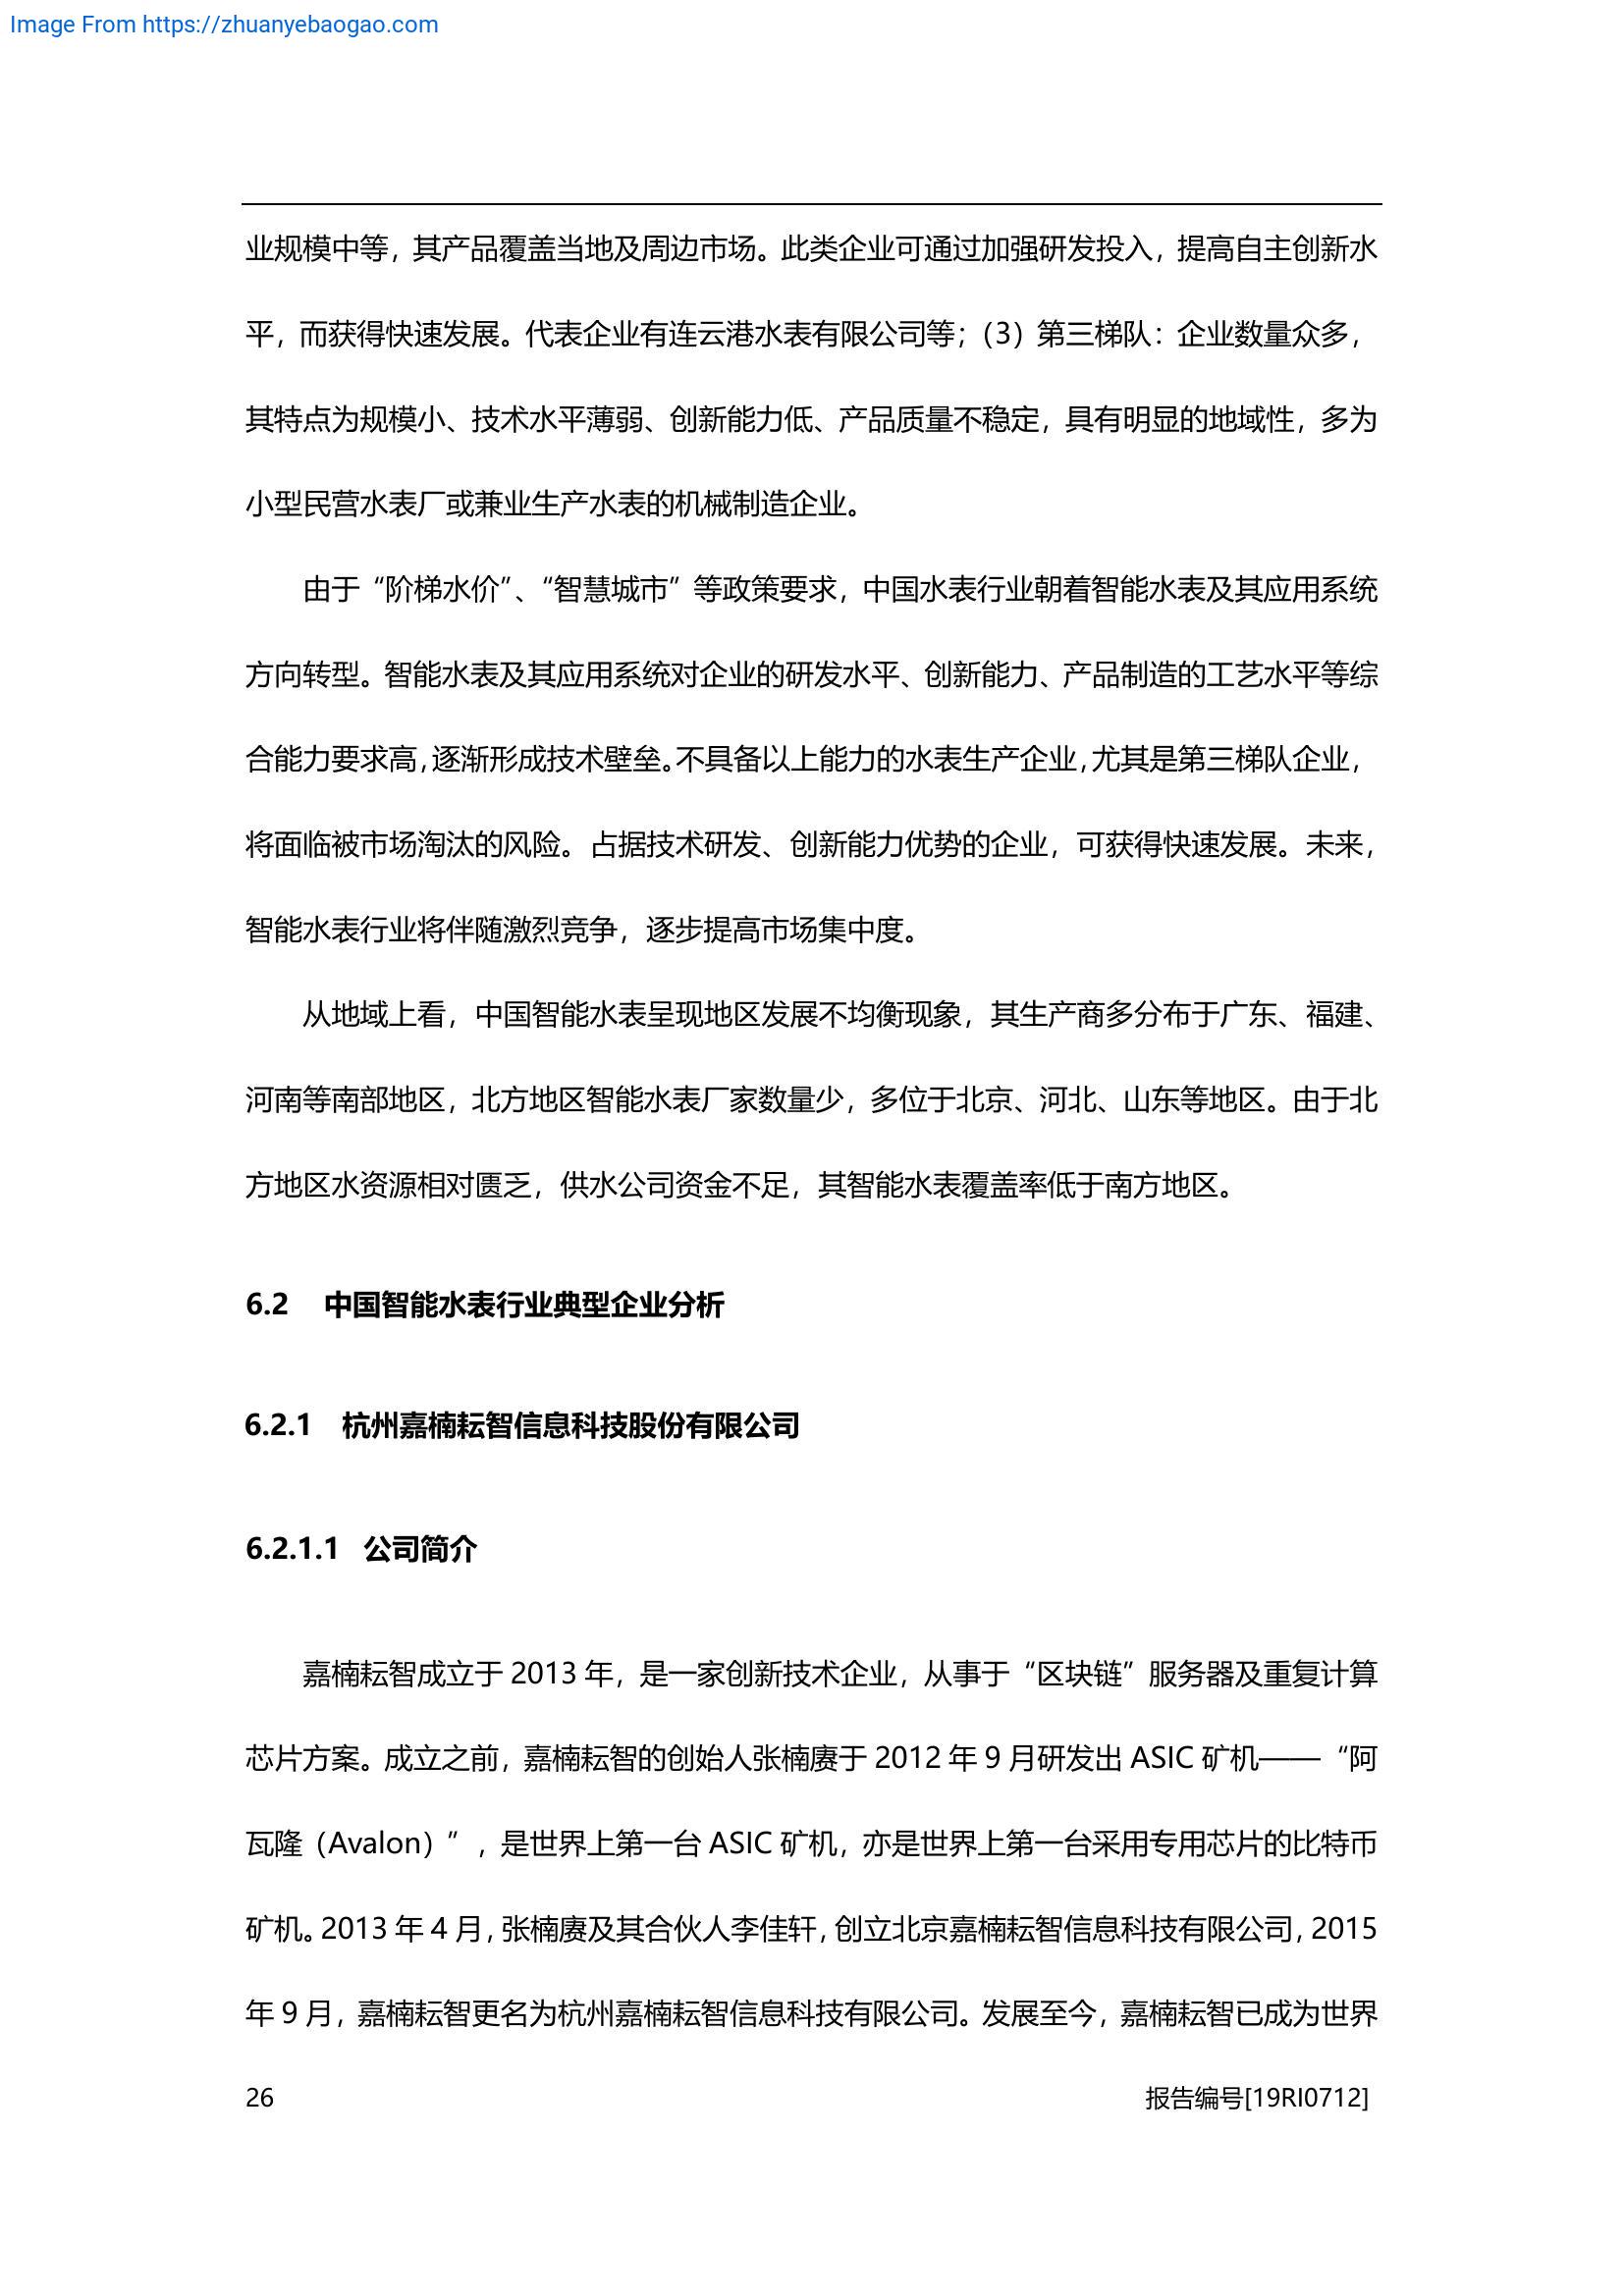 Image From https://zhuanyebaogao.com
业规模中等，其产品覆盖当地及周边市场。此类企业可通过加强研发投入，提高自主创新水
平，而获得快速发展。代表企业有连云港水表有限公司等；（3）第三梯队：企业数量众多，
其特点为规模小、技术水平薄弱、创新能力低、产品质量不稳定，具有明显的地域性，多为
小型民营水表厂或兼业生产水表的机械制造企业。
由于“阶梯水价”、“智慧城市”等政策要求，中国水表行业朝着智能水表及其应用系统
方向转型。智能水表及其应用系统对企业的研发水平、创新能力、产品制造的工艺水平等综
合能力要求高，逐渐形成技术壁垒。不具备以上能力的水表生产企业，尤其是第三梯队企业，
将面临被市场淘汰的风险。占据技术研发、创新能力优势的企业，可获得快速发展。未来，
智能水表行业将伴随激烈竞争，逐步提高市场集中度。
从地域上看，中国智能水表呈现地区发展不均衡现象，其生产商多分布于广东、福建、
河南等南部地区，北方地区智能水表厂家数量少，多位于北京、河北、山东等地区。由于北
方地区水资源相对匮乏，供水公司资金不足，其智能水表覆盖率低于南方地区。
6.2 中国智能水表行业典型企业分析
6.2.1 杭州嘉楠耘智信息科技股份有限公司
6.2.1.1 公司简介
嘉楠耘智成立于 2013 年，是一家创新技术企业，从事于“区块链”服务器及重复计算
芯片方案。成立之前，嘉楠耘智的创始人张楠赓于 2012 年 9 月研发出 ASIC 矿机——“阿
瓦隆（Avalon）”，是世界上第一台 ASIC 矿机，亦是世界上第一台采用专用芯片的比特币
矿机。2013 年 4 月，张楠赓及其合伙人李佳轩，创立北京嘉楠耘智信息科技有限公司，2015
年 9 月，嘉楠耘智更名为杭州嘉楠耘智信息科技有限公司。发展至今，嘉楠耘智已成为世界
26 报告编号[19RI0712]